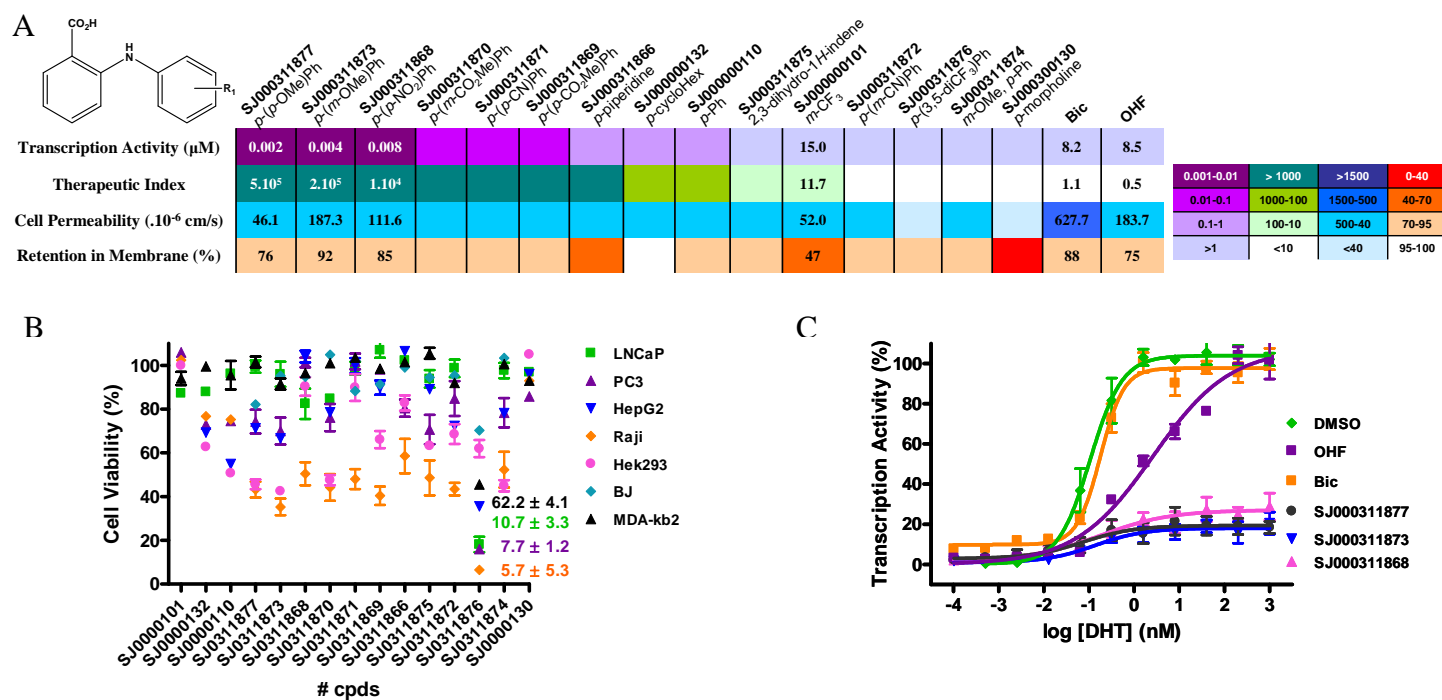 A
CO₂H
H
N
R₁
SJ000311877
p-(p-OMe)Ph
SJ000311873
p-(m-OMe)Ph
SJ000311868
p-(p-NO₂)Ph
SJ000311870
p-(m-CO₂Me)Ph
SJ000311871
p-(p-CN)Ph
SJ000311869
p-(p-CO₂Me)Ph
SJ000311866
p-piperidine
SJ000000132
p-cycloHex
SJ000000110
p-Ph
SJ000311875
2,3-dihydro-1H-indene
SJ000000101
m-CF₃
SJ000311872
p-(m-CN)Ph
SJ000311876
p-(3,5-diCF₃)Ph
SJ000311874
m-OMe, p-Ph
SJ000300130
p-morpholine
Bic
OHF
Transcription Activity (µM) 0.002 0.004 0.008 15.0 8.2 8.5
Therapeutic Index 5.10⁵ 2.10⁵ 1.10⁴ 11.7 1.1 0.5
Cell Permeability (.10⁻⁶ cm/s) 46.1 187.3 111.6 52.0 627.7 183.7
Retention in Membrane (%) 76 92 85 47 88 75
0.001-0.01 > 1000 >1500 0-40
0.01-0.1 1000-100 1500-500 40-70
0.1-1 100-10 500-40 70-95
>1 <10 <40 95-100
B
Cell Viability (%)
100
80
60
40
20
0
62.2 ± 4.1
10.7 ± 3.3
7.7 ± 1.2
5.7 ± 5.3
SJ0000101
SJ0000132
SJ0000110
SJ0311877
SJ0311873
SJ0311868
SJ0311870
SJ0311871
SJ0311869
SJ0311866
SJ0311875
SJ0311872
SJ0311876
SJ0311874
SJ0000130
# cpds
LNCaP
PC3
HepG2
Raji
Hek293
BJ
MDA-kb2
C
Transcription Activity (%)
100
80
60
40
20
0
-4 -3 -2 -1 0 1 2 3
log [DHT] (nM)
DMSO
OHF
Bic
SJ000311877
SJ000311873
SJ000311868